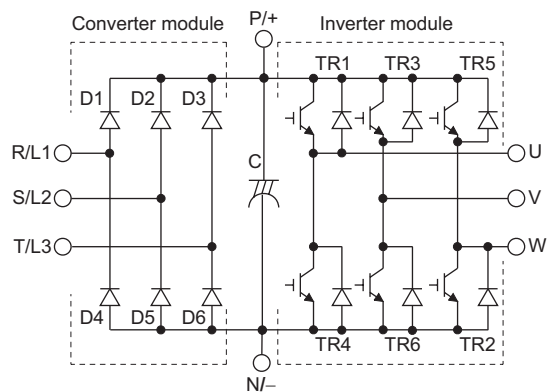 Converter module
P/+
Inverter module
D1
D2
D3
TR1
TR3
TR5
R/L1
C
U
S/L2
V
T/L3
W
D4
D5
D6
TR4
TR6
TR2
N/−